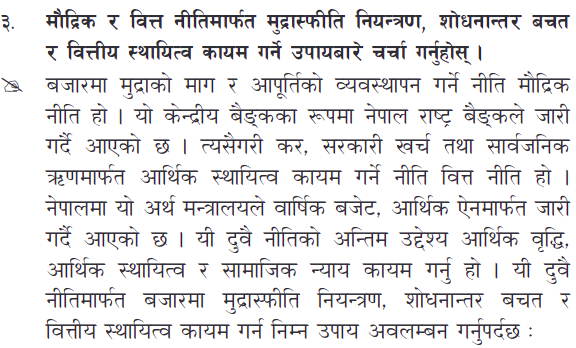 ३. मौद्रिक र वित्त नीतिमार्फत मुद्रास्फीति नियन्त्रण, शोधनान्तर बचत
र वित्तीय स्थायित्व कायम गर्ने उपायबारे चर्चा गर्नुहोस् ।
बजारमा मुद्राको माग र आपूर्तिको व्यवस्थापन गर्ने नीति मौद्रिक
नीति हो । यो केन्द्रीय बैङ्कका रूपमा नेपाल राष्ट्र बैङ्कले जारी
गर्दै आएको छ । त्यसैगरी कर, सरकारी खर्च तथा सार्वजनिक
ऋणमार्फत आर्थिक स्थायित्व कायम गर्ने नीति वित्त नीति हो ।
नेपालमा यो अर्थ मन्त्रालयले वार्षिक बजेट, आर्थिक ऐनमार्फत जारी
गर्दै आएको छ । यी दुवै नीतिको अन्तिम उद्देश्य आर्थिक वृद्धि,
आर्थिक स्थायित्व र सामाजिक न्याय कायम गर्नु हो । यी दुवै
नीतिमार्फत बजारमा मुद्रास्फीति नियन्त्रण, शोधनान्तर बचत र
वित्तीय स्थायित्व कायम गर्न निम्न उपाय अवलम्बन गर्नुपर्दछ :